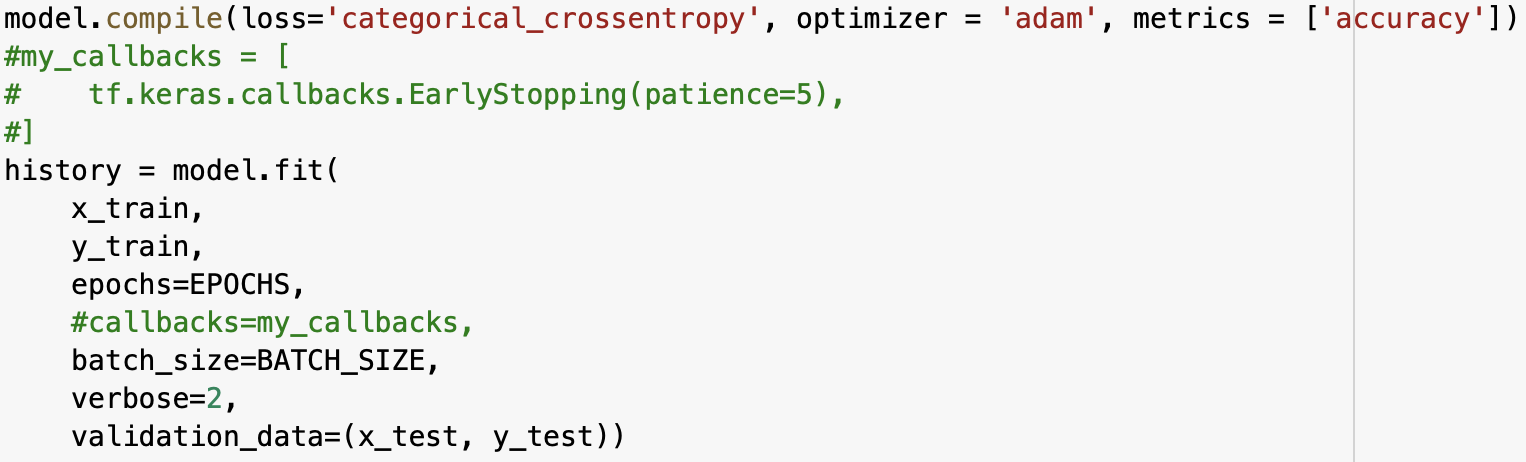 model.compile(loss='categorical_crossentropy', optimizer = 'adam', metrics = ['accuracy'])
#my_callbacks = [
#    tf.keras.callbacks.EarlyStopping(patience=5),
#]
history = model.fit(
    x_train,
    y_train,
    epochs=EPOCHS,
    #callbacks=my_callbacks,
    batch_size=BATCH_SIZE,
    verbose=2,
    validation_data=(x_test, y_test))